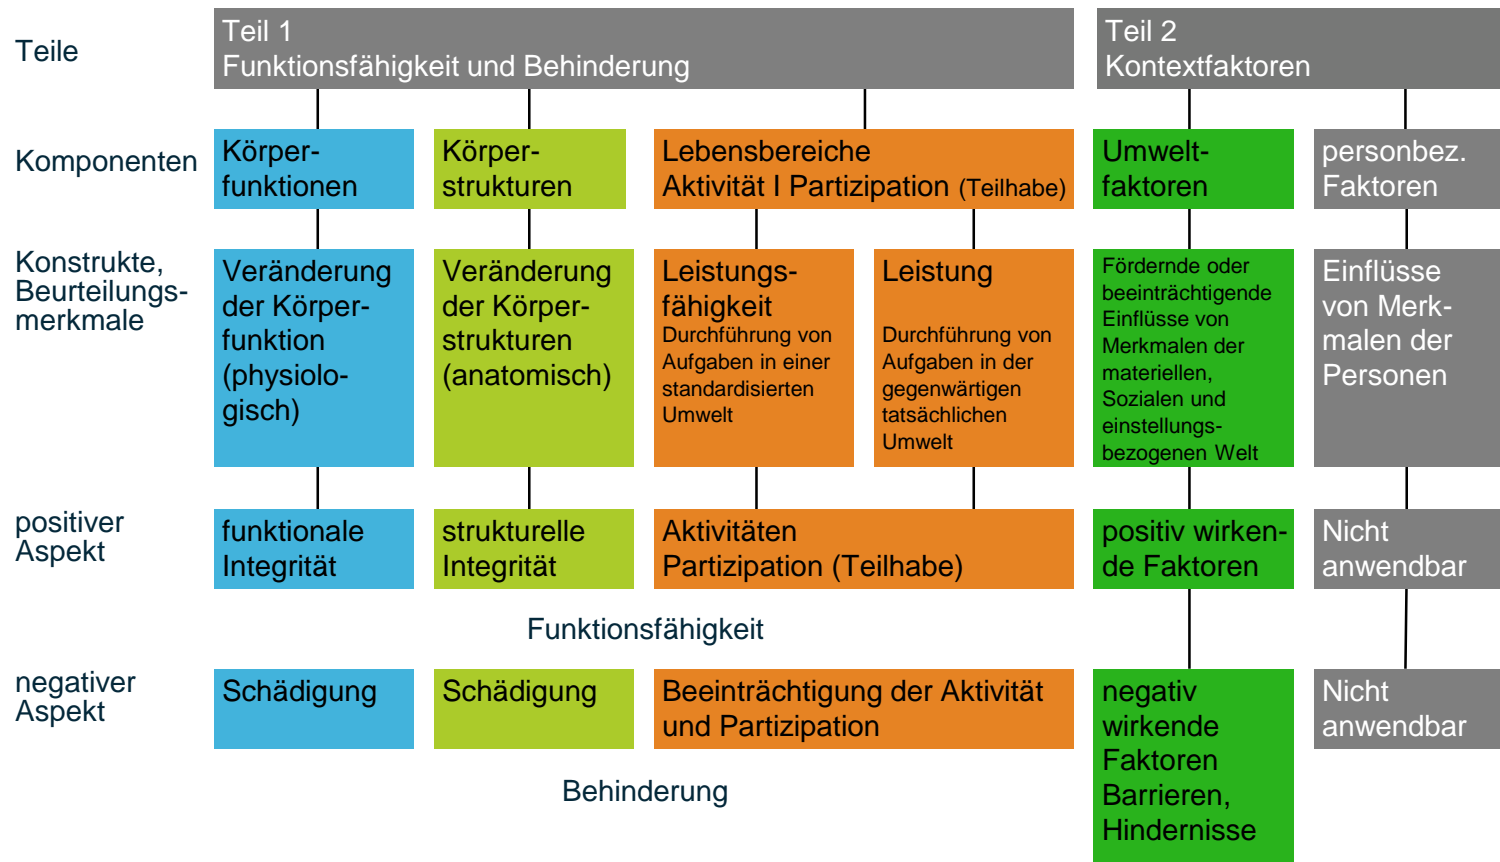 Teile
Teil 1
Funktionsfähigkeit und Behinderung
Teil 2
Kontextfaktoren
Komponenten
Körper-
funktionen
Körper-
strukturen
Lebensbereiche
Aktivität I Partizipation (Teilhabe)
Umwelt-
faktoren
personbez.
Faktoren
Konstrukte,
Beurteilungs-
merkmale
Veränderung
der Körper-
funktion
(physiolo-
gisch)
Veränderung
der Körper-
strukturen
(anatomisch)
Leistungs-
fähigkeit
Durchführung von
Aufgaben in einer
standardisierten
Umwelt
Leistung
Durchführung von
Aufgaben in der
gegenwärtigen
tatsächlichen
Umwelt
Fördernde oder
beeinträchtigende
Einflüsse von
Merkmalen der
materiellen,
Sozialen und
einstellungs-
bezogenen Welt
Einflüsse
von Merk-
malen der
Personen
positiver
Aspekt
funktionale
Integrität
strukturelle
Integrität
Aktivitäten
Partizipation (Teilhabe)
positiv wirken-
de Faktoren
Nicht
anwendbar
Funktionsfähigkeit
negativer
Aspekt
Schädigung
Schädigung
Beeinträchtigung der Aktivität
und Partizipation
negativ
wirkende
Faktoren
Barrieren,
Hindernisse
Nicht
anwendbar
Behinderung